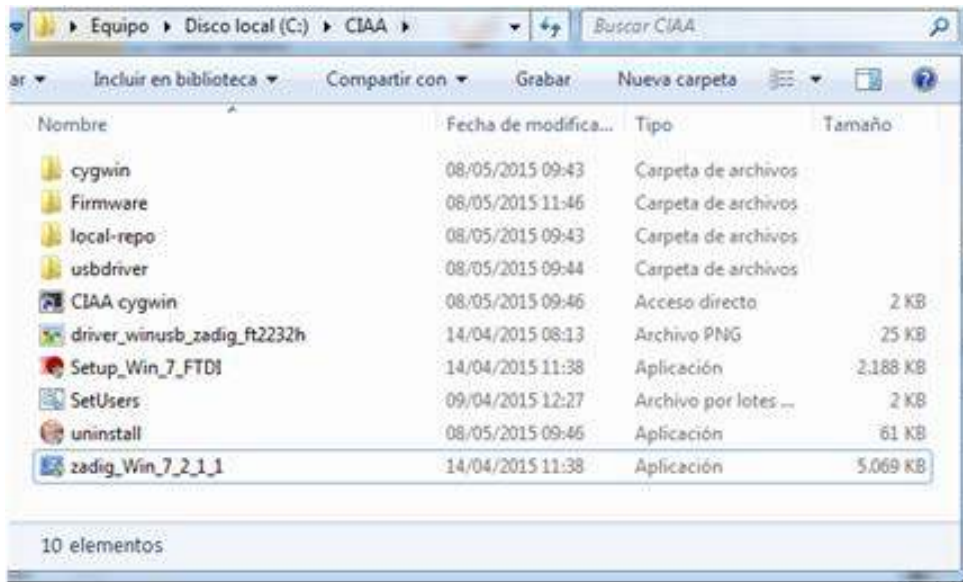 Equipo Disco local (C:) CIAA Buscar CIAA
ar Incluir en biblioteca Compartir con Grabar Nueva carpeta
Nombre Fecha de modifica... Tipo Tamaño
cygwin 08/05/2015 09:43 Carpeta de archivos
Firmware 08/05/2015 11:46 Carpeta de archivos
local-repo 08/05/2015 09:43 Carpeta de archivos
usbdriver 08/05/2015 09:44 Carpeta de archivos
CIAA cygwin 08/05/2015 09:46 Acceso directo 2 KB
driver_winusb_zadig_ft2232h 14/04/2015 08:13 Archivo PNG 25 KB
Setup_Win_7_FTDI 14/04/2015 11:38 Aplicación 2.188 KB
SetUsers 09/04/2015 12:27 Archivo por lotes ... 2 KB
uninstall 08/05/2015 09:46 Aplicación 61 KB
zadig_Win_7_2_1_1 14/04/2015 11:38 Aplicación 5.069 KB
10 elementos